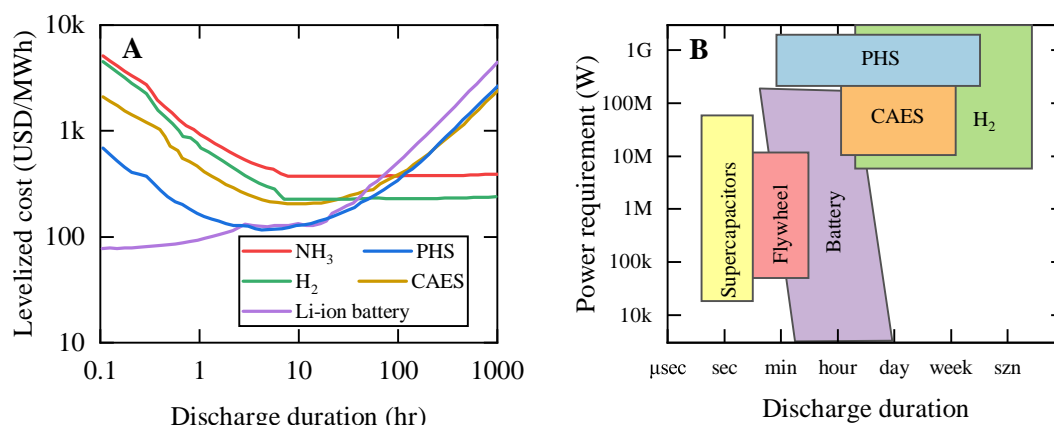 A
Levelized cost (USD/MWh)
10k
1k
100
10
0.1
1
10
100
1000
Discharge duration (hr)
NH₃
PHS
H₂
CAES
Li-ion battery
B
Power requirement (W)
1G
100M
10M
1M
100k
10k
μsec
sec
min
hour
day
week
szn
Discharge duration
PHS
CAES
H₂
Supercapacitors
Flywheel
Battery